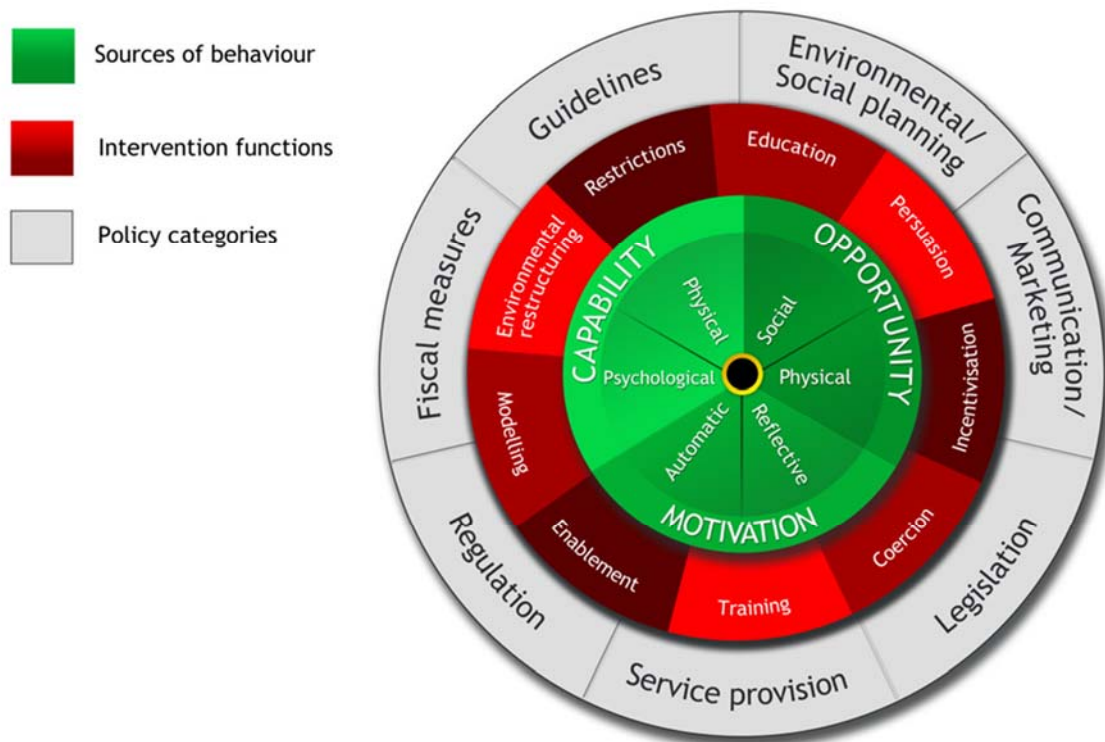 Sources of behaviour
Intervention functions
Policy categories
Guidelines
Environmental/
Social planning
Communication/
Marketing
Legislation
Service provision
Regulation
Fiscal measures
Restrictions
Education
Persuasion
Incentivisation
Coercion
Training
Enablement
Modelling
Environmental
restructuring
CAPABILITY
OPPORTUNITY
MOTIVATION
Physical
Social
Psychological
Physical
Automatic
Reflective